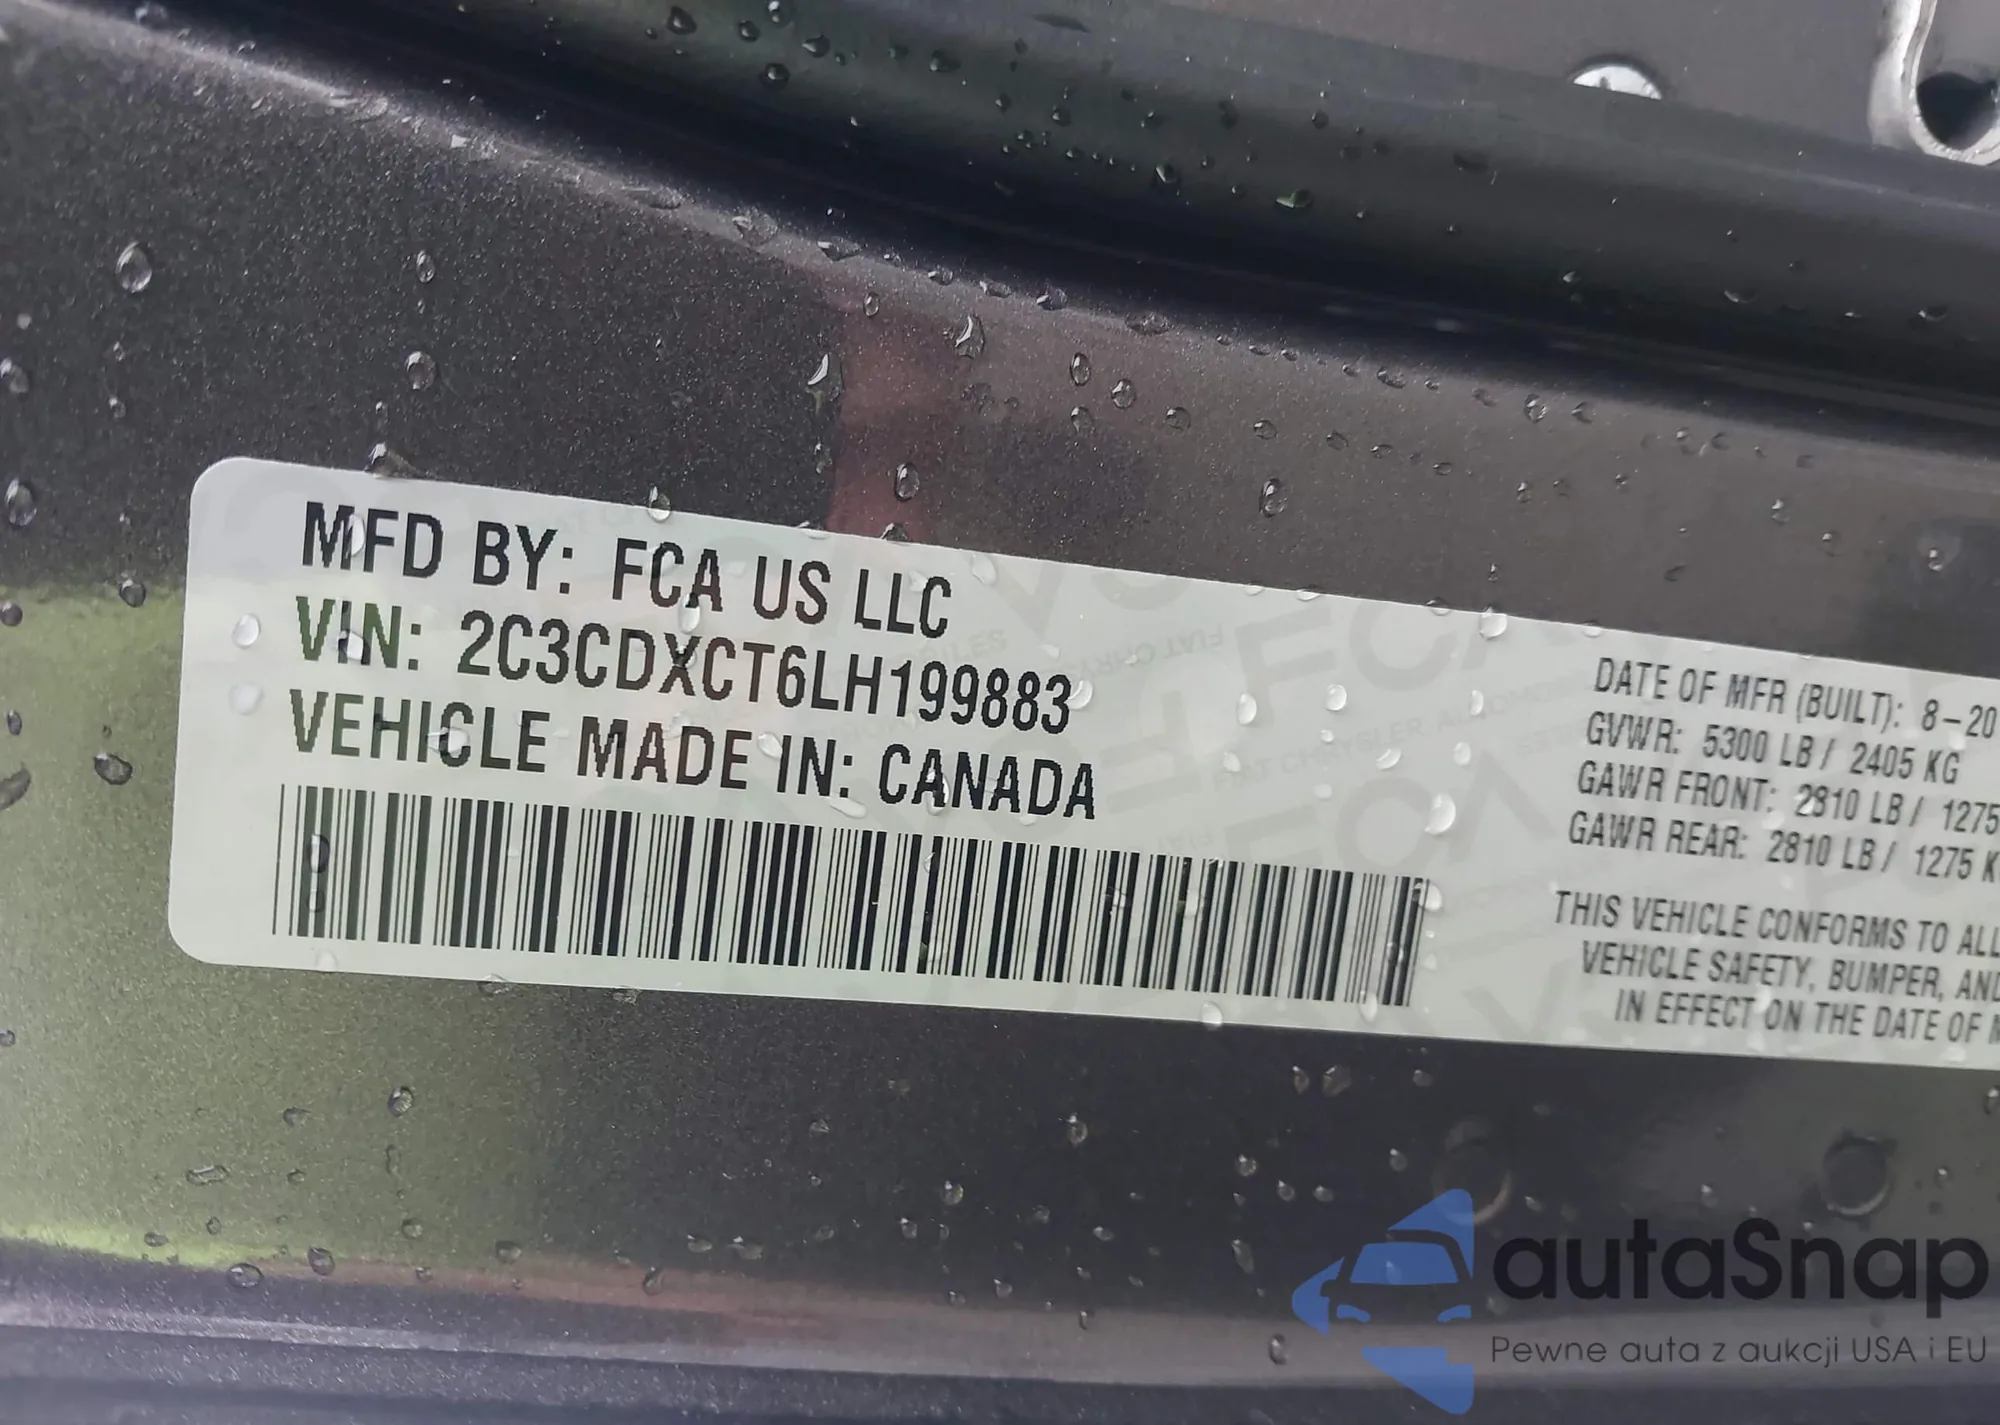 MFD BY: FCA US LLC
VIN: 2C3CDXCT6LH199883
VEHICLE MADE IN: CANADA
DATE OF MFR (BUILT): 8-20
GVWR: 5300 LB / 2405 KG
GAWR FRONT: 2810 LB / 1275
GAWR REAR: 2810 LB / 1275 K
THIS VEHICLE CONFORMS TO ALL
VEHICLE SAFETY, BUMPER, AND
IN EFFECT ON THE DATE OF M
autaSnap
Pewne auta z aukcji USA i EU